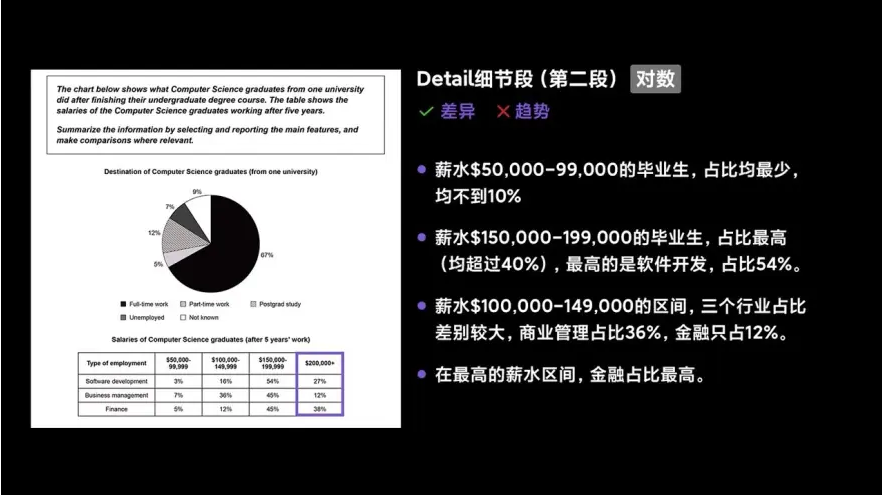 The chart below shows what Computer Science graduates from one university
did after finishing their undergraduate degree course. The table shows the
salaries of the Computer Science graduates working after five years.
Summarize the information by selecting and reporting the main features, and
make comparisons where relevant.
Destination of Computer Science graduates (from one university)
9%
7%
12%
5%
67%
Full-time work Part-time work Postgrad study
Unemployed Not known
Salaries of Computer Science graduates (after 5 years' work)
Type of employment $50,000-99,999 $100,000-149,999 $150,000-199,999 $200,000+
Software development 3% 16% 54% 27%
Business management 7% 36% 45% 12%
Finance 5% 12% 45% 38%
Detail细节段（第二段） 对数
✓ 差异 ✕ 趋势
薪水$50,000-99,000的毕业生，占比均最少，
均不到10%
薪水$150,000-199,000的毕业生，占比最高
（均超过40%），最高的是软件开发，占比54%。
薪水$100,000-149,000的区间，三个行业占比
差别较大，商业管理占比36%，金融只占12%。
在最高的薪水区间，金融占比最高。